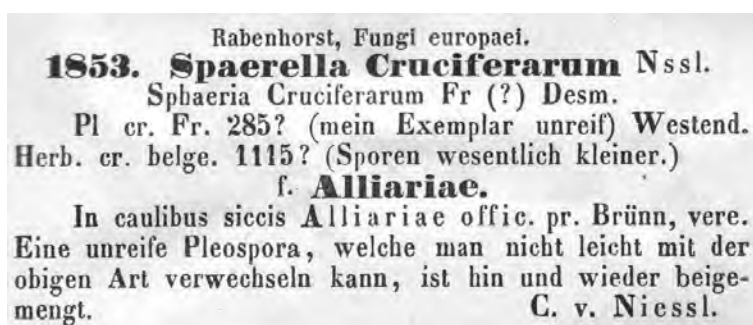 Rabenhorst, Fungi europaei.
1853. Spaerella Cruciferarum Nssl.
Sphaeria Cruciferarum Fr (?) Desm.
Pl cr. Fr. 285? (mein Exemplar unreif) Westend.
Herb. cr. belge. 1115? (Sporen wesentlich kleiner.)
f. Alliariae.
In caulibus siccis Alliariae offic. pr. Brünn, vere.
Eine unreife Pleospora, welche man nicht leicht mit der
obigen Art verwechseln kann, ist hin und wieder beige-
mengt. C. v. Niessl.